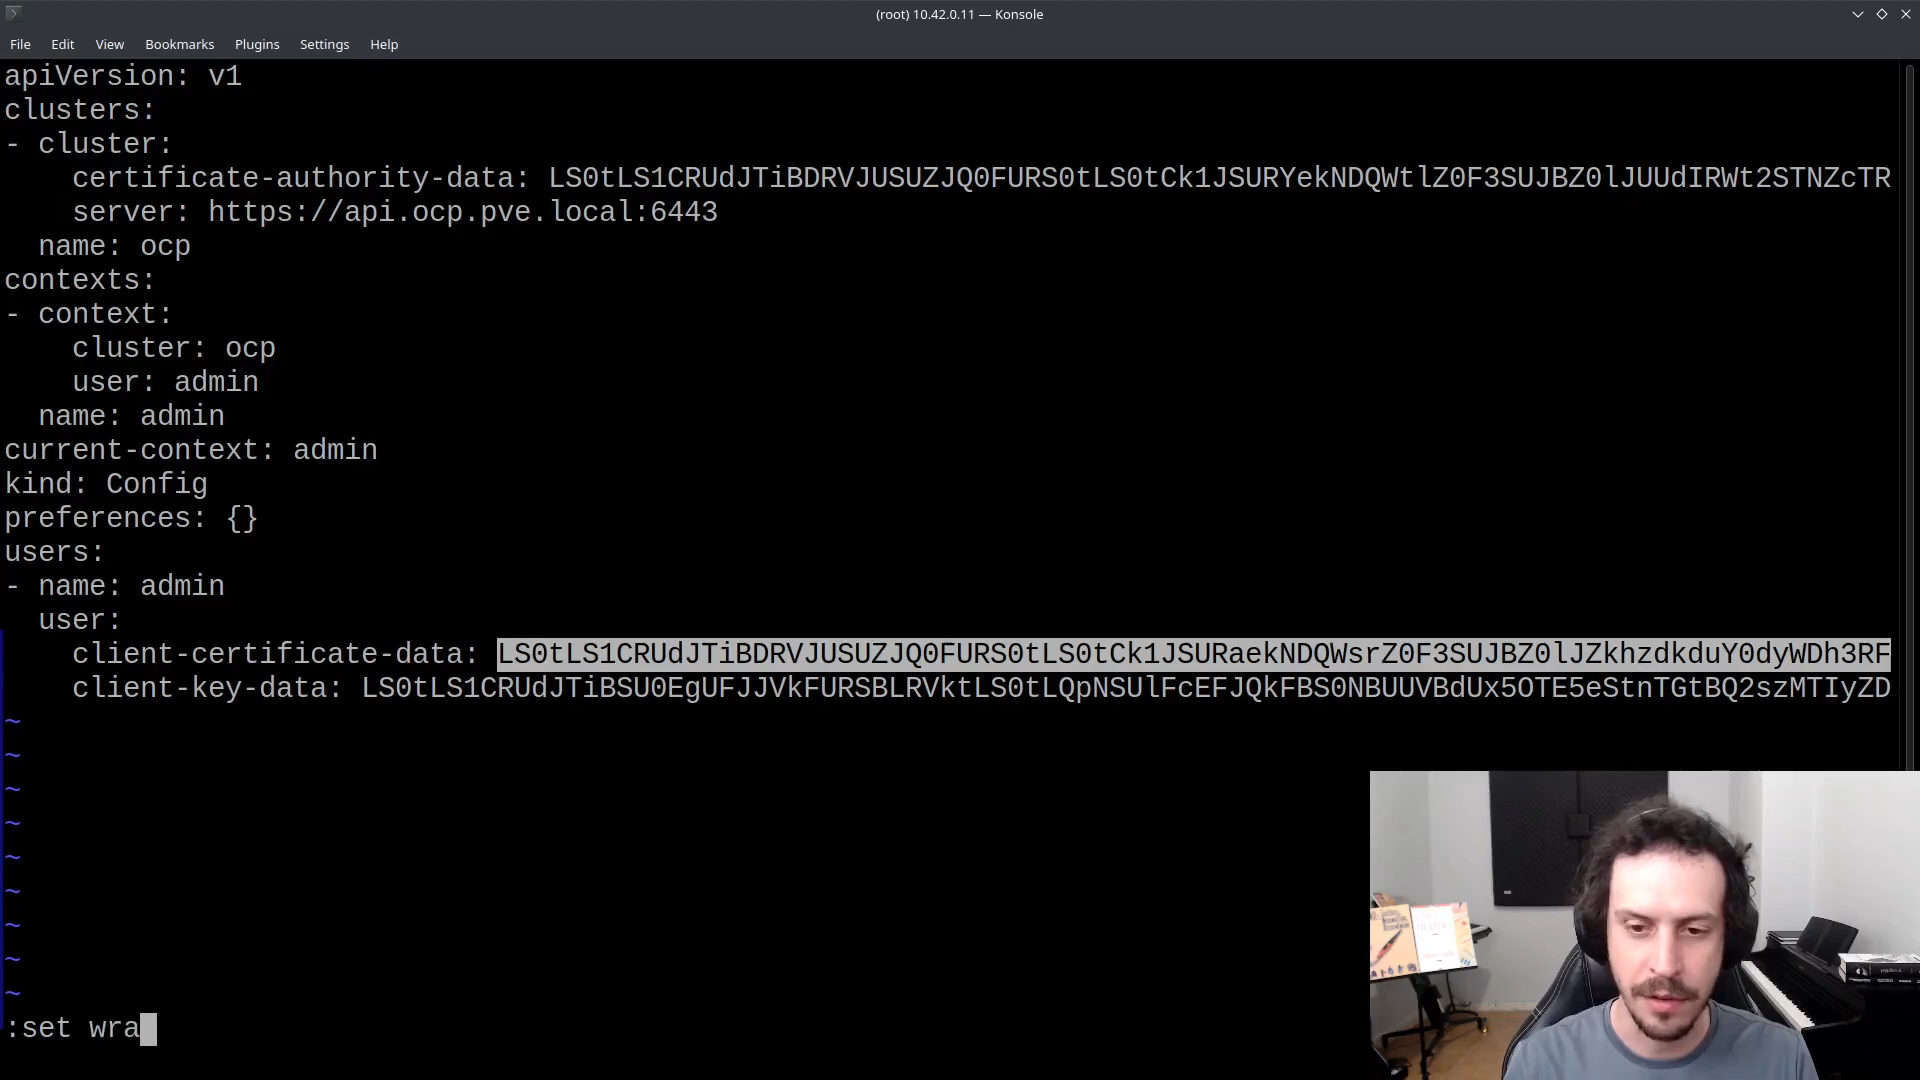 (root) 10.42.0.11 — Konsole
File Edit View Bookmarks Plugins Settings Help
apiVersion: v1
clusters:
- cluster:
    certificate-authority-data: LS0tLS1CRUdJTiBDRVJUSUZJQ0FURS0tLS0tCk1JSURYekNDQWtlZ0F3SUJBZ0lJUUdIRWt2STNZcTR
    server: https://api.ocp.pve.local:6443
  name: ocp
contexts:
- context:
    cluster: ocp
    user: admin
  name: admin
current-context: admin
kind: Config
preferences: {}
users:
- name: admin
  user:
    client-certificate-data: LS0tLS1CRUdJTiBDRVJUSUZJQ0FURS0tLS0tCk1JSURaekNDQWsrZ0F3SUJBZ0lJZkhzdkduY0dyWDh3RF
    client-key-data: LS0tLS1CRUdJTiBSU0EgUFJJVkFURSBLRVktLS0tLQpNSUlFcEFJQkFBS0NBUUVBdUx5OTE5eStnTGtBQ2szMTIyZD
~
~
~
~
~
~
~
~
~
:set wra